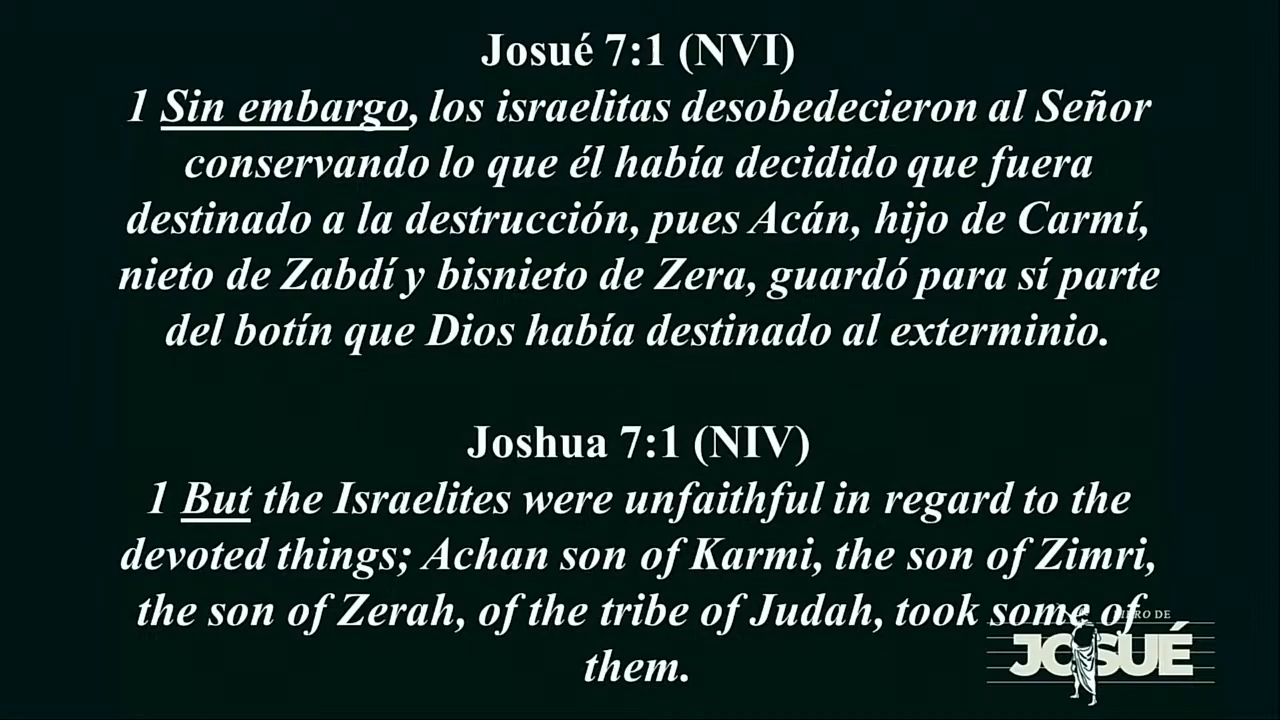 Josué 7:1 (NVI)
1 Sin embargo, los israelitas desobedecieron al Señor
conservando lo que él había decidido que fuera
destinado a la destrucción, pues Acán, hijo de Carmí,
nieto de Zabdí y bisnieto de Zera, guardó para sí parte
del botín que Dios había destinado al exterminio.
Joshua 7:1 (NIV)
1 But the Israelites were unfaithful in regard to the
devoted things; Achan son of Karmi, the son of Zimri,
the son of Zerah, of the tribe of Judah, took some of
them.
DE
JOSUÉ